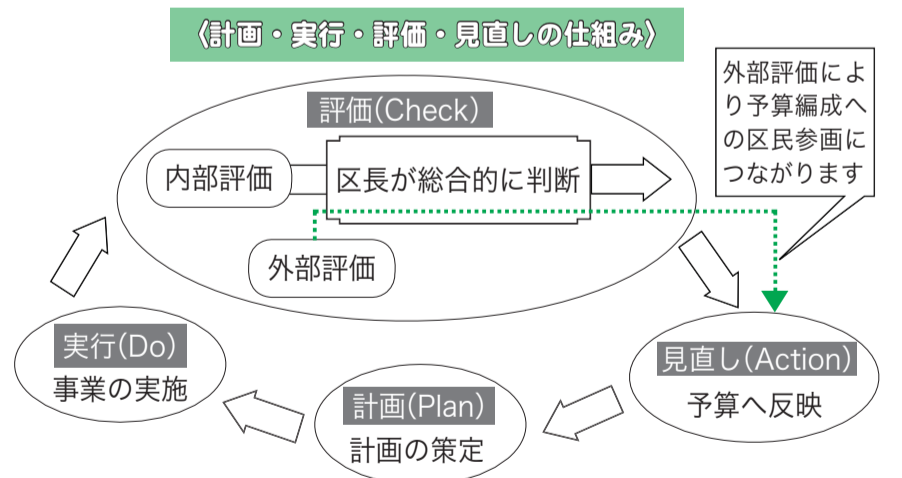 〈計画・実行・評価・見直しの仕組み〉
評価(Check)
内部評価
区長が総合的に判断
外部評価
外部評価によ
り予算編成へ
の区民参画に
つながります
実行(Do)
事業の実施
計画(Plan)
計画の策定
見直し(Action)
予算へ反映